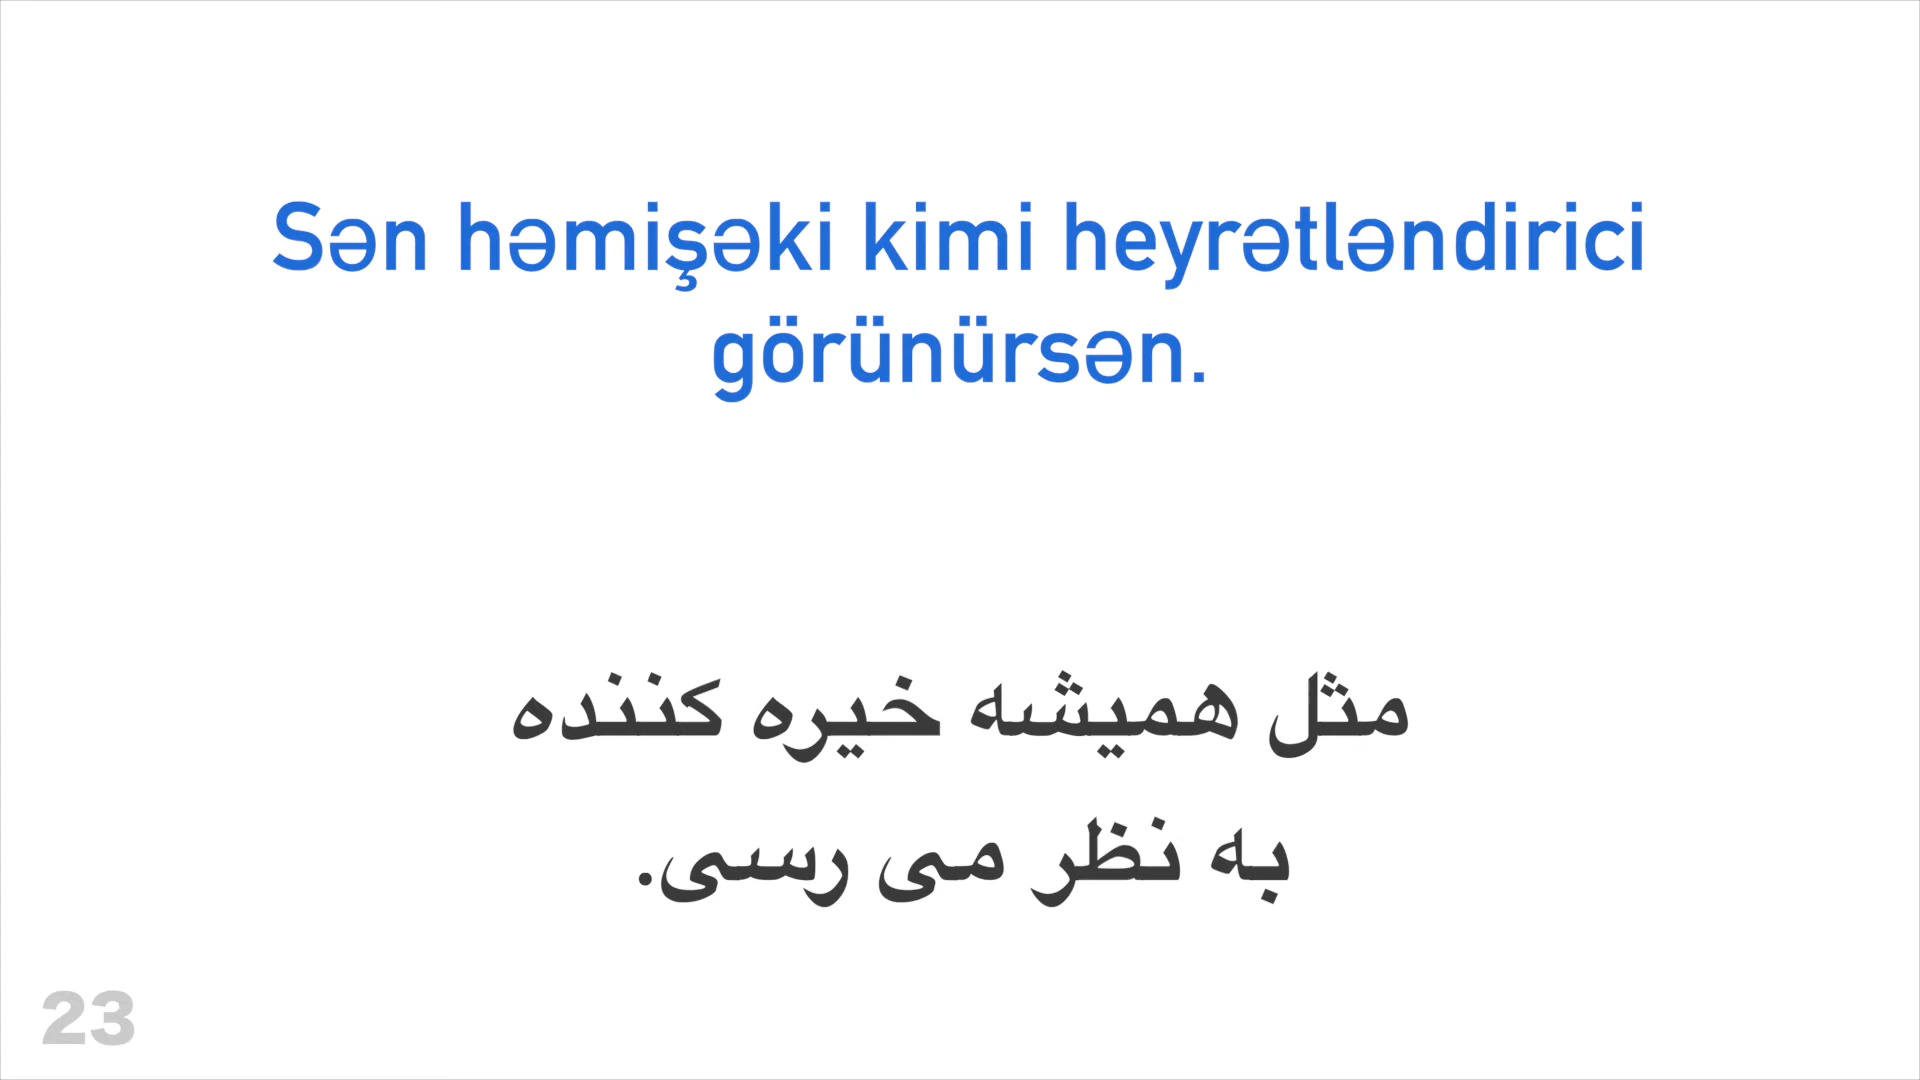 Sən həmişəki kimi heyrətləndirici
görünürsən.
مثل همیشه خیره کننده
به نظر می رسی.
23